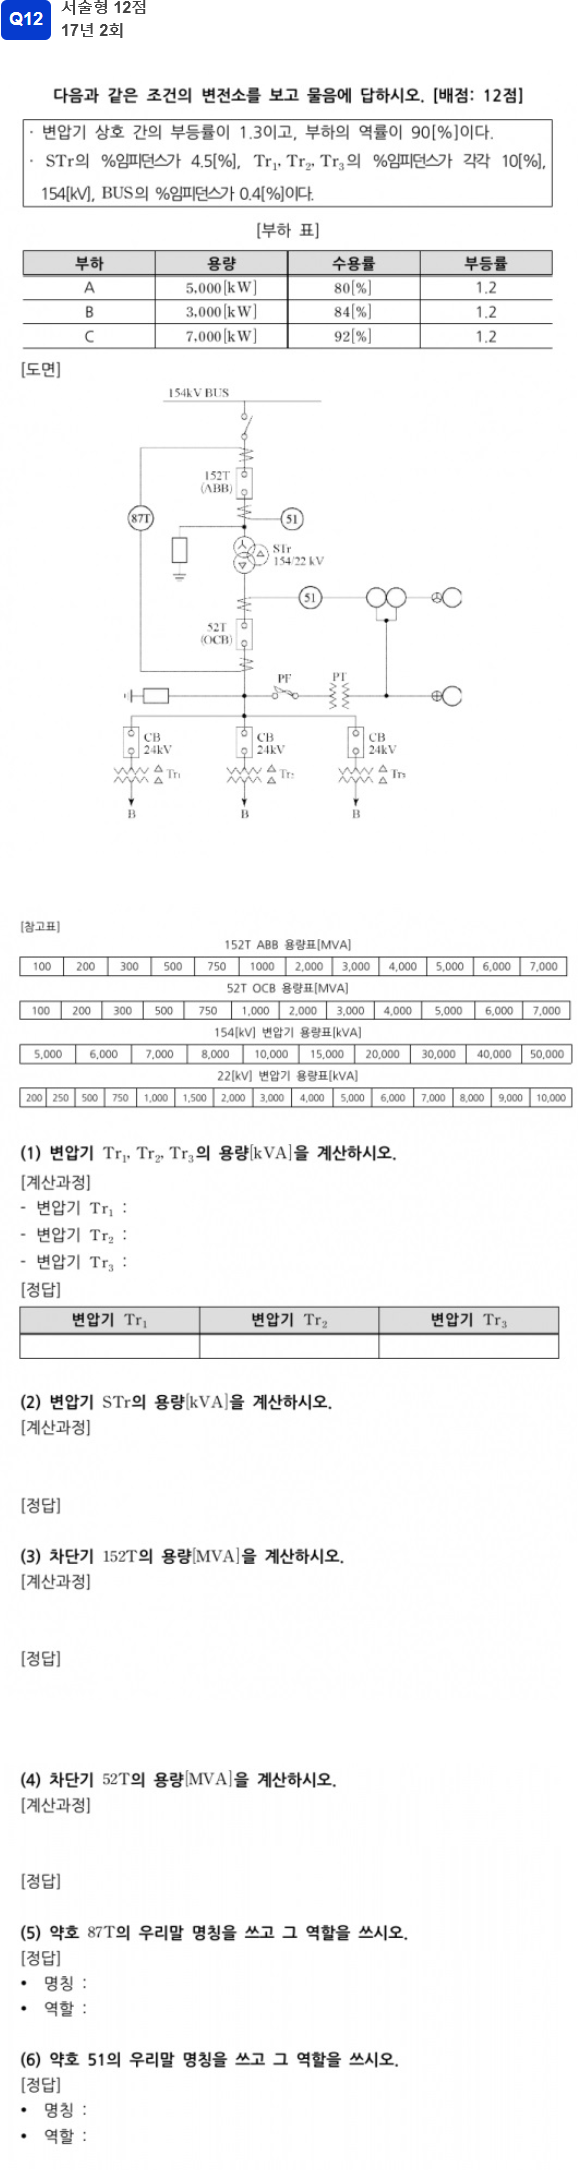 Q12
서술형 12점
17년 2회
다음과 같은 조건의 변전소를 보고 물음에 답하시오. [배점: 12점]
· 변압기 상호 간의 부등률이 1.3이고, 부하의 역률이 90[%]이다.
· STr의 %임피던스가 4.5[%], Tr₁, Tr₂, Tr₃의 %임피던스가 각각 10[%],
154[kV], BUS의 %임피던스가 0.4[%]이다.
[부하 표]
부하 용량 수용률 부등률
A 5,000[kW] 80[%] 1.2
B 3,000[kW] 84[%] 1.2
C 7,000[kW] 92[%] 1.2
[도면]
154kV BUS
152T
(ABB)
51
87T
STr
154/22 kV
51
52T
(OCB)
PF PT
CB
24kV
CB
24kV
CB
24kV
Tr₁ Tr₂ Tr₃
B B B
[참고표]
152T ABB 용량표[MVA]
100 200 300 500 750 1000 2,000 3,000 4,000 5,000 6,000 7,000
52T OCB 용량표[MVA]
100 200 300 500 750 1,000 2,000 3,000 4,000 5,000 6,000 7,000
154[kV] 변압기 용량표[kVA]
5,000 6,000 7,000 8,000 10,000 15,000 20,000 30,000 40,000 50,000
22[kV] 변압기 용량표[kVA]
200 250 500 750 1,000 1,500 2,000 3,000 4,000 5,000 6,000 7,000 8,000 9,000 10,000
(1) 변압기 Tr₁, Tr₂, Tr₃의 용량[kVA]을 계산하시오.
[계산과정]
- 변압기 Tr₁ :
- 변압기 Tr₂ :
- 변압기 Tr₃ :
[정답]
변압기 Tr₁ 변압기 Tr₂ 변압기 Tr₃
(2) 변압기 STr의 용량[kVA]을 계산하시오.
[계산과정]
[정답]
(3) 차단기 152T의 용량[MVA]을 계산하시오.
[계산과정]
[정답]
(4) 차단기 52T의 용량[MVA]을 계산하시오.
[계산과정]
[정답]
(5) 약호 87T의 우리말 명칭을 쓰고 그 역할을 쓰시오.
[정답]
• 명칭 :
• 역할 :
(6) 약호 51의 우리말 명칭을 쓰고 그 역할을 쓰시오.
[정답]
• 명칭 :
• 역할 :